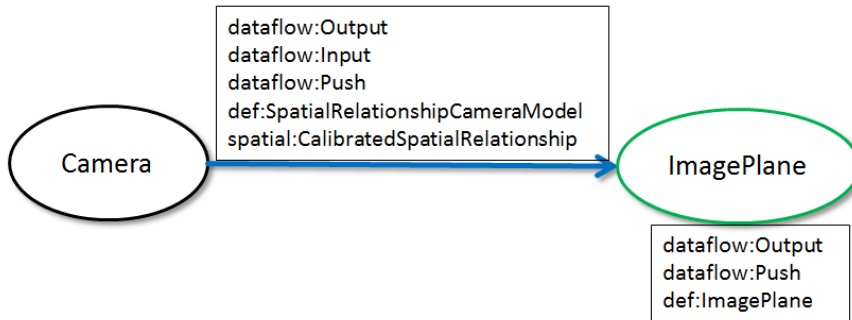 dataflow:Output
dataflow:Input
dataflow:Push
def:SpatialRelationshipCameraModel
spatial:CalibratedSpatialRelationship
Camera
ImagePlane
dataflow:Output
dataflow:Push
def:ImagePlane